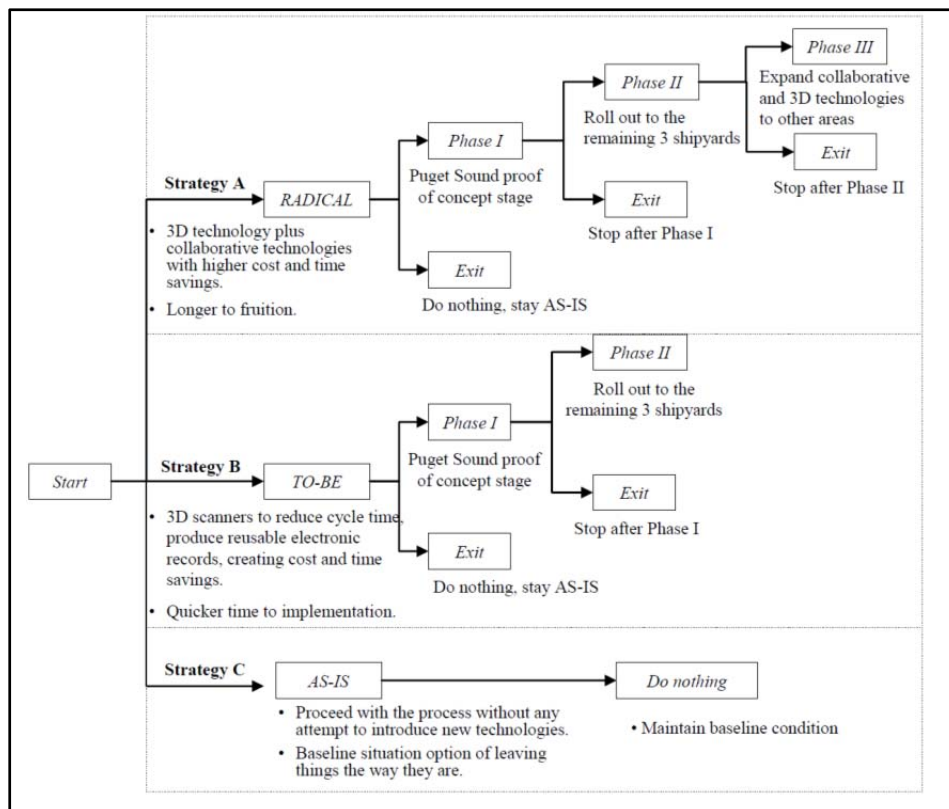 Phase III
Expand collaborative
and 3D technologies
to other areas
Phase II
Roll out to the
remaining 3 shipyards
Exit
Stop after Phase II
Phase I
Puget Sound proof
of concept stage
Exit
Stop after Phase I
Strategy A
RADICAL
• 3D technology plus
collaborative technologies
with higher cost and time
savings.
• Longer to fruition.
Exit
Do nothing, stay AS-IS
Phase II
Roll out to the
remaining 3 shipyards
Phase I
Puget Sound proof
of concept stage
Start
Strategy B
TO-BE
Exit
Stop after Phase I
• 3D scanners to reduce cycle time,
produce reusable electronic
records, creating cost and time
savings.
• Quicker time to implementation.
Exit
Do nothing, stay AS-IS
Strategy C
AS-IS
Do nothing
• Proceed with the process without any
attempt to introduce new technologies.
• Baseline situation option of leaving
things the way they are.
• Maintain baseline condition